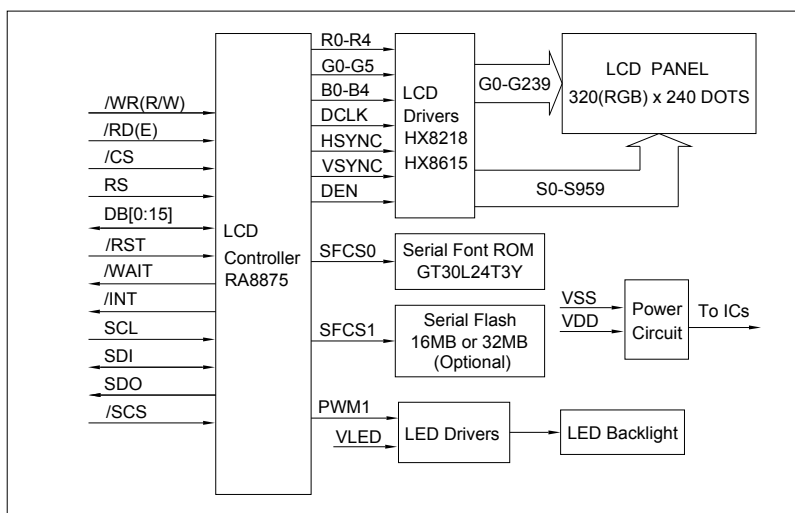 /WR(R/W)
/RD(E)
/CS
RS
DB[0:15]
/RST
/WAIT
/INT
SCL
SDI
SDO
/SCS
LCD
Controller
RA8875
R0-R4
G0-G5
B0-B4
DCLK
HSYNC
VSYNC
DEN
SFCS0
SFCS1
PWM1
VLED
LCD
Drivers
HX8218
HX8615
G0-G239
S0-S959
LCD PANEL
320(RGB) x 240 DOTS
Serial Font ROM
GT30L24T3Y
Serial Flash
16MB or 32MB
(Optional)
LED Drivers
LED Backlight
VSS
VDD
Power
Circuit
To ICs